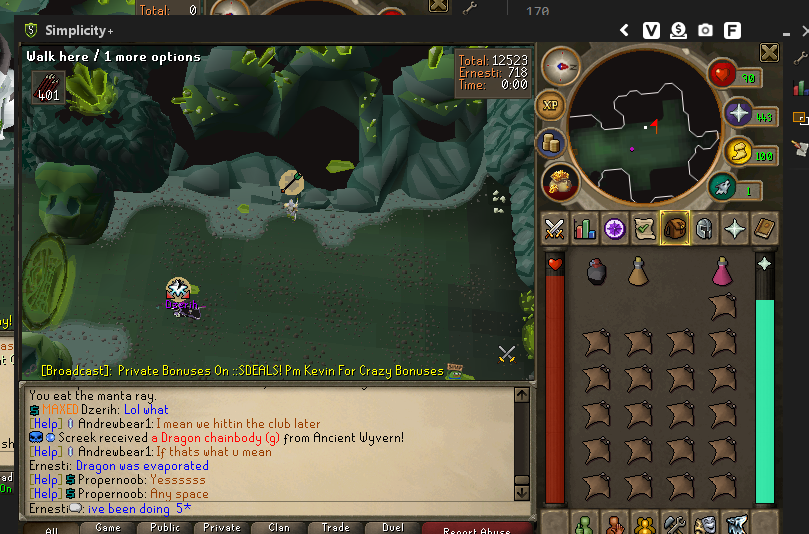 Total: 0
170
Simplicity+
V
F
Walk here / 1 more options
Total: 12523
Ernesti: 718
Time: 0:00
401
90
XP
443
100
1
Dzerih
[Broadcast]: Private Bonuses On ::SDEALS! Pm Kevin For Crazy Bonuses
You eat the manta ray.
MAXED Dzerih: Lol what
[Help] Andrewbear1: I mean we hittin the club later
Screek received a Dragon chainbody (g) from Ancient Wyvern!
[Help] Andrewbear1: If thats what u mean
Ernesti: Dragon was evaporated
[Help] Propernoob: Yessssss
[Help] Propernoob: Any space
Ernesti: ive been doing 5*
All
Game
Public
Private
Clan
Trade
Duel
Report Abuse